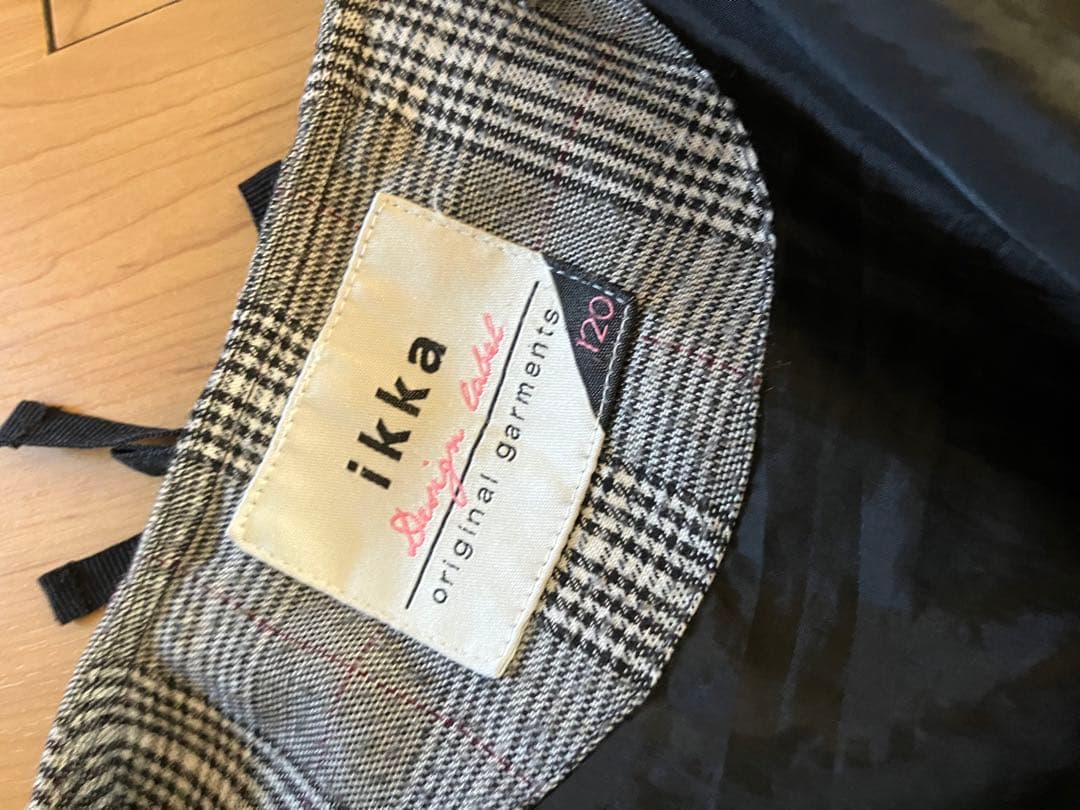 ikka
Design label
original garments
120